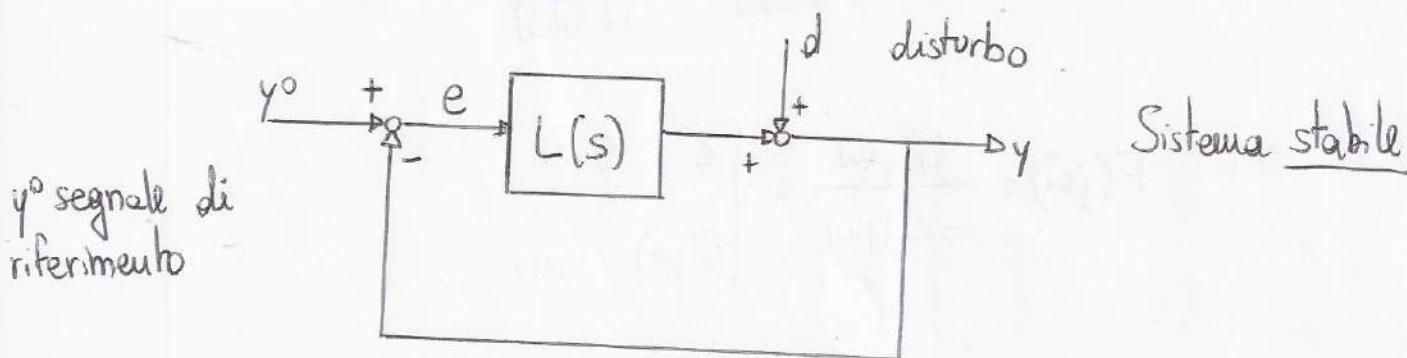 d disturbo
y° + e L(s) + + y
-
Sistema stabile
y° segnale di
riferimento